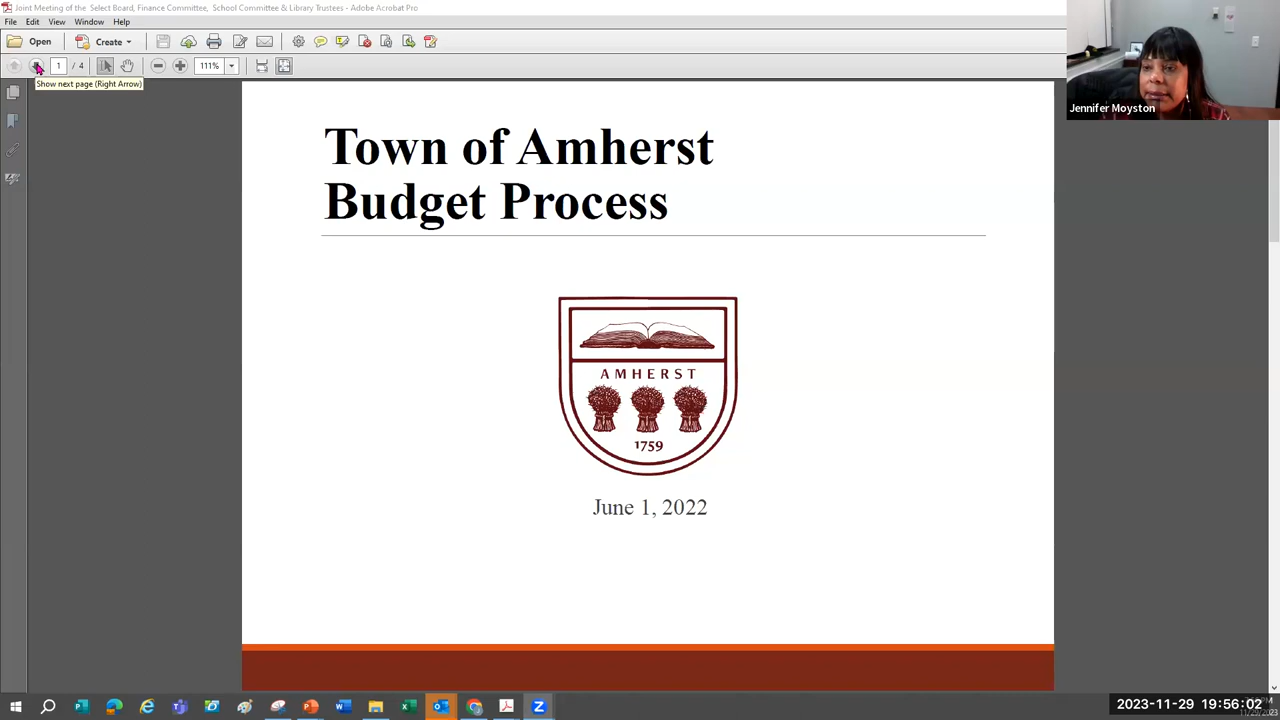 Joint Meeting of the Select Board, Finance Committee, School Committee & Library Trustees - Adobe Acrobat Pro
File Edit View Window Help
Open Create
1 / 4 111%
Show next page (Right Arrow)
Jennifer Moyston
Town of Amherst
Budget Process
AMHERST
1759
June 1, 2022
2023-11-29 19:56:02